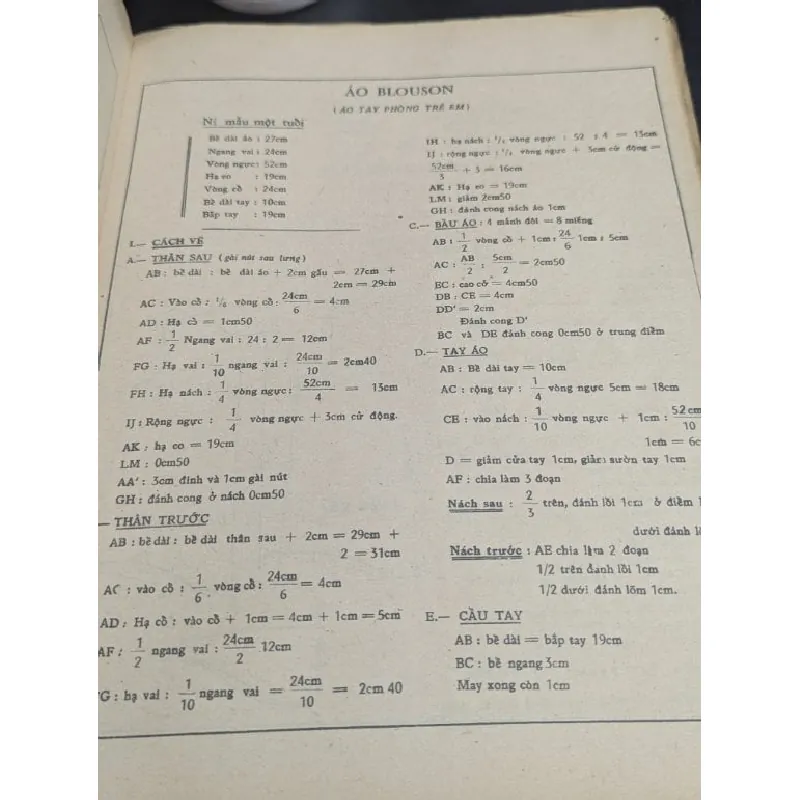 ÁO BLOUSON
(ÁO TAY PHỒNG TRẺ EM)
Ni mẫu một tuổi
Bề dài áo : 27cm
Ngang vai : 24cm
Vòng ngực : 52cm
Hạ eo : 19cm
Vòng cổ : 24cm
Bề dài tay : 10cm
Bắp tay : 19cm
I.— CÁCH VẼ
A.— THÂN SAU (gài nút sau lưng)
AB : bề dài : bề dài áo + 2cm gấu = 27cm +
2cm = 29cm
AC : Vào cổ : 1/6 vòng cổ : 24cm/6 = 4cm
AD : Hạ cổ = 1cm50
AF : 1/2 Ngang vai : 24 : 2 = 12cm
FG : Hạ vai : 1/10 ngang vai : 24cm/10 = 2cm40
FH : Hạ nách : 1/4 vòng ngực : 52cm/4 = 13cm
IJ : Rộng ngực : 1/4 vòng ngực + 3cm cử động.
AK : hạ eo = 19cm
LM : 0cm50
AA' : 3cm đinh và 1cm gài nút
GH : đánh cong ở nách 0cm50
— THÂN TRƯỚC
AB : bề dài : bề dài thân sau + 2cm = 29cm +
2 = 31cm
AC : vào cổ : 1/6 vòng cổ : 24cm/6 = 4cm
AD : Hạ cổ : vào cổ + 1cm = 4cm + 1cm = 5cm
AF : 1/2 ngang vai : 24cm/2 12cm
G : hạ vai : 1/10 ngang vai = 24cm/10 = 2cm 40
LH : hạ nách : vòng ngực : 52 : 4 = 13cm
IJ : rộng ngực : vòng ngực + 3cm cử động =
52cm/3 + 3 = 16cm
AK : Hạ eo = 19cm
LM : giảm 2cm50
GH : đánh cong nách áo 1cm
C.— BÂU ÁO : 4 mảnh đôi = 8 miếng
AB : 1/2 vòng cổ + 1cm : 24/6 1cm : 5cm
AC : AB/2 : 5cm/2 = 2cm50
EC : cao cổ = 4cm50
DB : CE = 4cm
DD' = 2cm
Đánh cong D'
BC và DE đánh cong 0cm50 ở trung điểm
D.— TAY ÁO
AB : Bề dài tay = 10cm
AC : rộng tay : 1/4 vòng ngực 5cm = 18cm
CE : vào nách : 1/10 vòng ngực + 1cm : 52cm/10
1cm = 6c
D = giảm cửa tay 1cm, giảm sườn tay 1cm
AF : chia làm 3 đoạn
Nách sau : 2/3 trên, đánh lồi 1cm ở điểm
dưới đánh
Nách trước : AE chia làm 2 đoạn
1/2 trên đánh lồi 1cm
1/2 dưới đánh lõm 1cm.
E.— CẦU TAY
AB : bề dài = bắp tay 19cm
BC : bề ngang 3cm
May xong còn 1cm